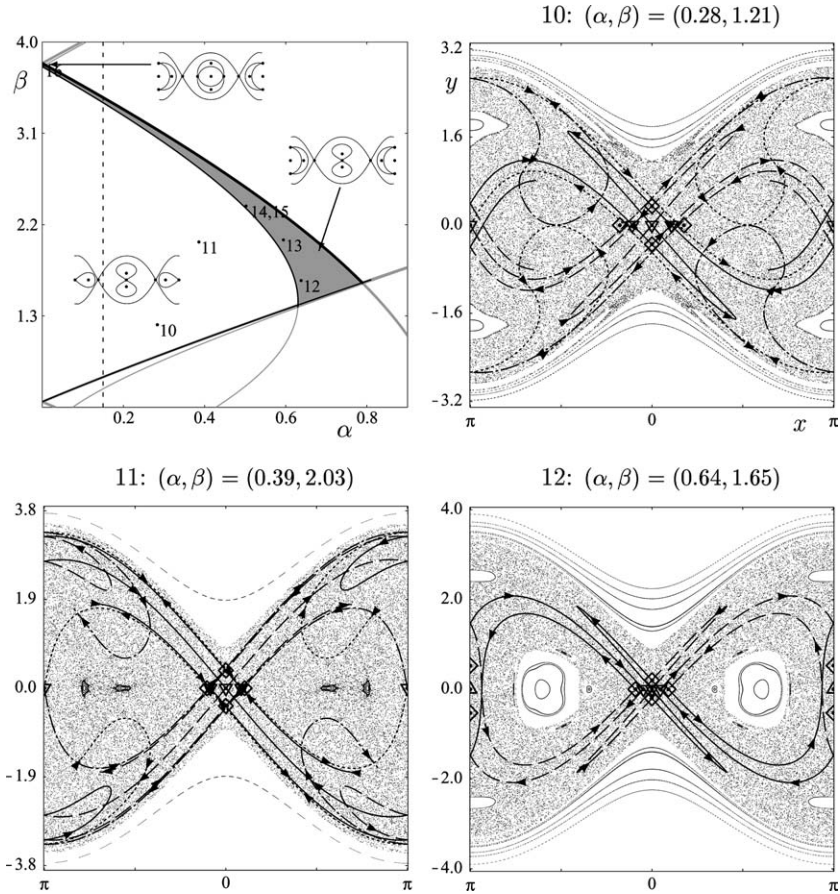 4.0
β
3.1
2.2
1.3
16
14,15
13
11
12
10
0.2
0.4
0.6
0.8
α
10: (α, β) = (0.28, 1.21)
3.2
y
1.6
0.0
-1.6
-3.2
π
0
x
π
11: (α, β) = (0.39, 2.03)
3.8
1.9
0.0
-1.9
-3.8
π
0
π
12: (α, β) = (0.64, 1.65)
4.0
2.0
0.0
-2.0
-4.0
π
0
π